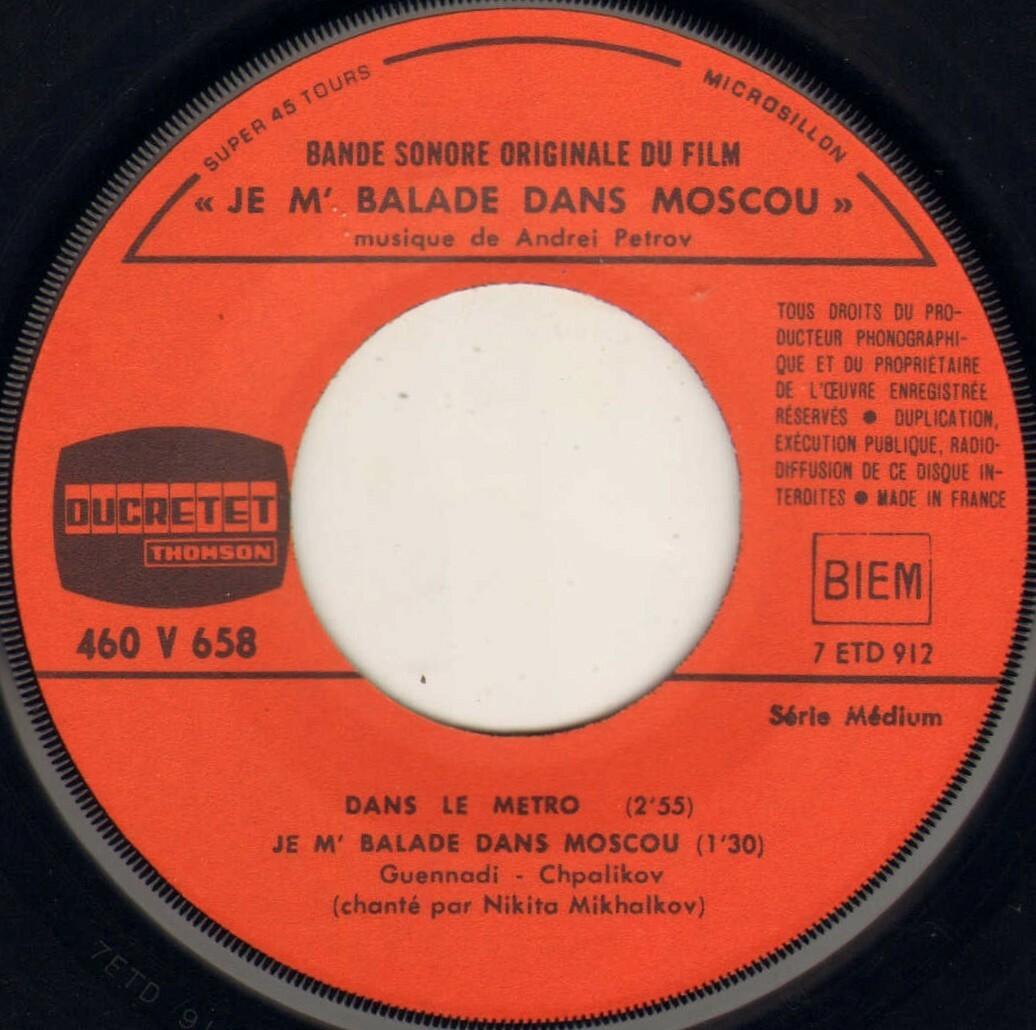 SUPER 45 TOURS
MICROSILLON
BANDE SONORE ORIGINALE DU FILM
« JE M' BALADE DANS MOSCOU »
musique de Andrei Petrov
TOUS DROITS DU PRO-
DUCTEUR PHONOGRAPHI-
QUE ET DU PROPRIÉTAIRE
DE L'ŒUVRE ENREGISTRÉE
RÉSERVÉS ● DUPLICATION,
EXÉCUTION PUBLIQUE, RADIO-
DIFFUSION DE CE DISQUE IN-
TERDITES ● MADE IN FRANCE
DUCRETET
THOMSON
460 V 658
BIEM
7 ETD 912
Série Médium
DANS LE METRO (2'55)
JE M' BALADE DANS MOSCOU (1'30)
Guennadi - Chpalikov
(chanté par Nikita Mikhalkov)
7ETD